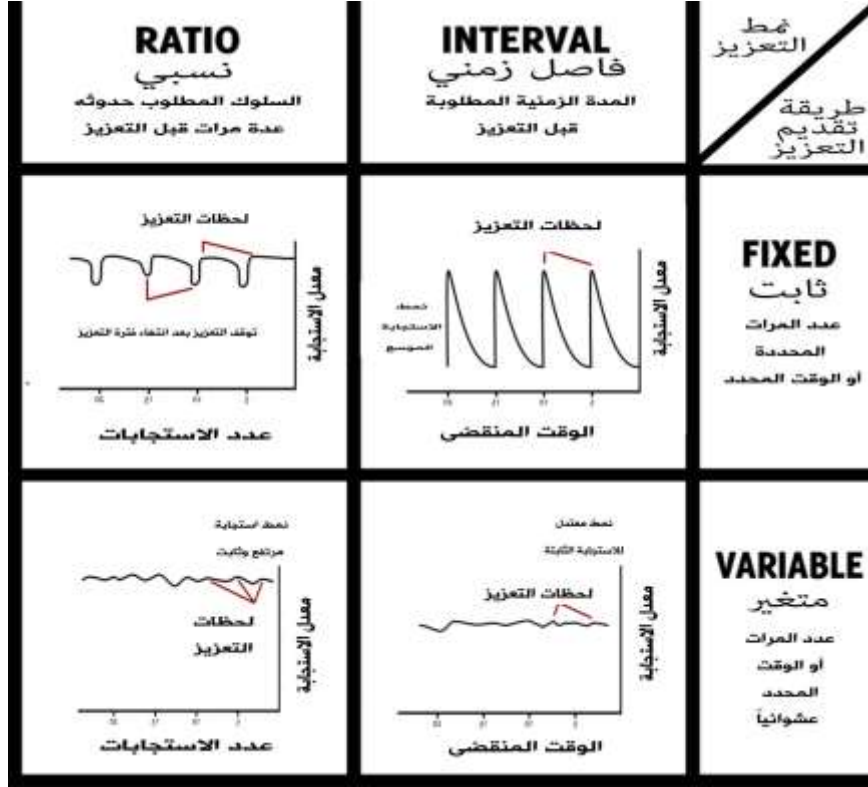 نمط
التعزيز
طريقة
تقديم
التعزيز
INTERVAL
فاصل زمني
المدة الزمنية المطلوبة
قبل التعزيز
RATIO
نسبي
السلوك المطلوب حدوثه
عدة مرات قبل التعزيز
FIXED
ثابت
عدد المرات
المحددة
أو الوقت المحدد
لحظات التعزيز
معدل الاستجابة
نمط
الاستجابة
الموسع
الوقت المنقضي
لحظات التعزيز
معدل الاستجابة
توقف التعزيز بعد انتهاء فترة التعزيز
عدد الاستجابات
VARIABLE
متغير
عدد المرات
أو الوقت
المحدد
عشوائياً
نمط معتدل
للاستجابة الثابتة
لحظات التعزيز
معدل الاستجابة
الوقت المنقضي
نمط استجابة
مرتفع وثابت
لحظات
التعزيز
معدل الاستجابة
عدد الاستجابات